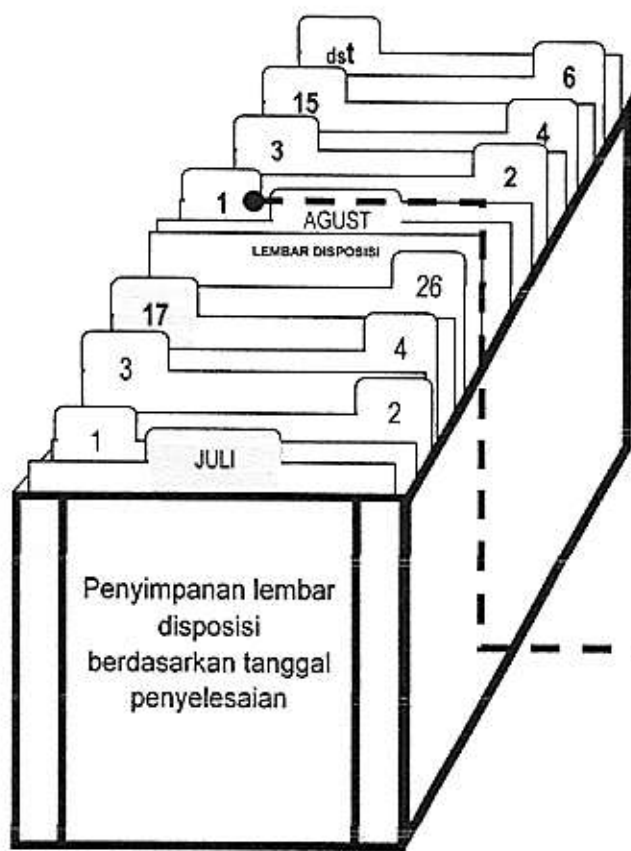 dst
6
15
4
3
2
1
AGUST
LEMBAR DISPOSISI
26
17
4
3
2
1
JULI
Penyimpanan lembar
disposisi
berdasarkan tanggal
penyelesaian